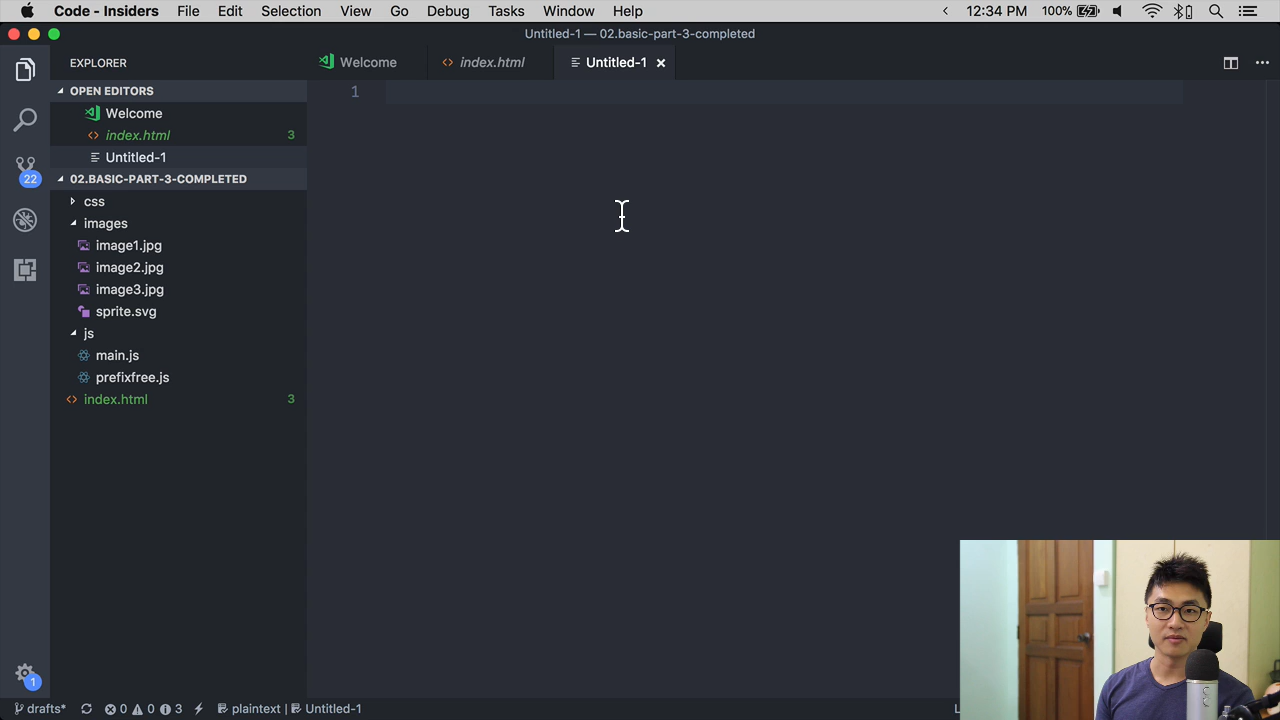 Code - Insiders File Edit Selection View Go Debug Tasks Window Help 12:34 PM 100%
Untitled-1 — 02.basic-part-3-completed
EXPLORER
Welcome index.html Untitled-1
OPEN EDITORS
Welcome
index.html 3
Untitled-1
02.BASIC-PART-3-COMPLETED
css
images
image1.jpg
image2.jpg
image3.jpg
sprite.svg
js
main.js
prefixfree.js
index.html 3
1
22
1
drafts* 0 0 3 plaintext | Untitled-1